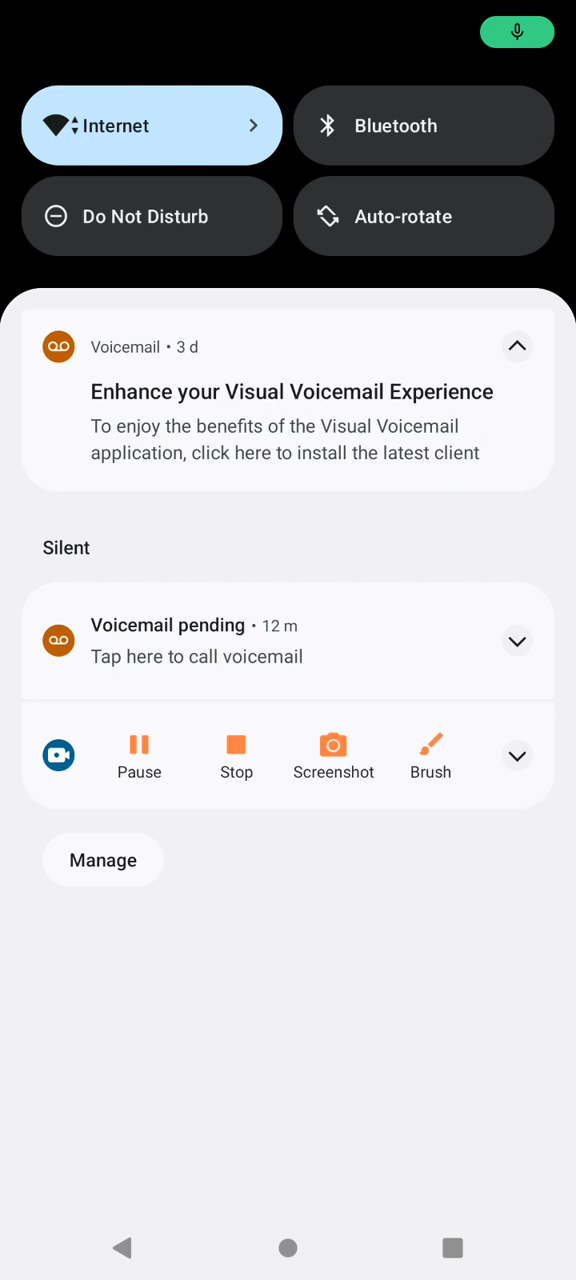 Internet
Bluetooth
Do Not Disturb
Auto-rotate
Voicemail • 3 d
Enhance your Visual Voicemail Experience
To enjoy the benefits of the Visual Voicemail
application, click here to install the latest client
Silent
Voicemail pending • 12 m
Tap here to call voicemail
Pause
Stop
Screenshot
Brush
Manage